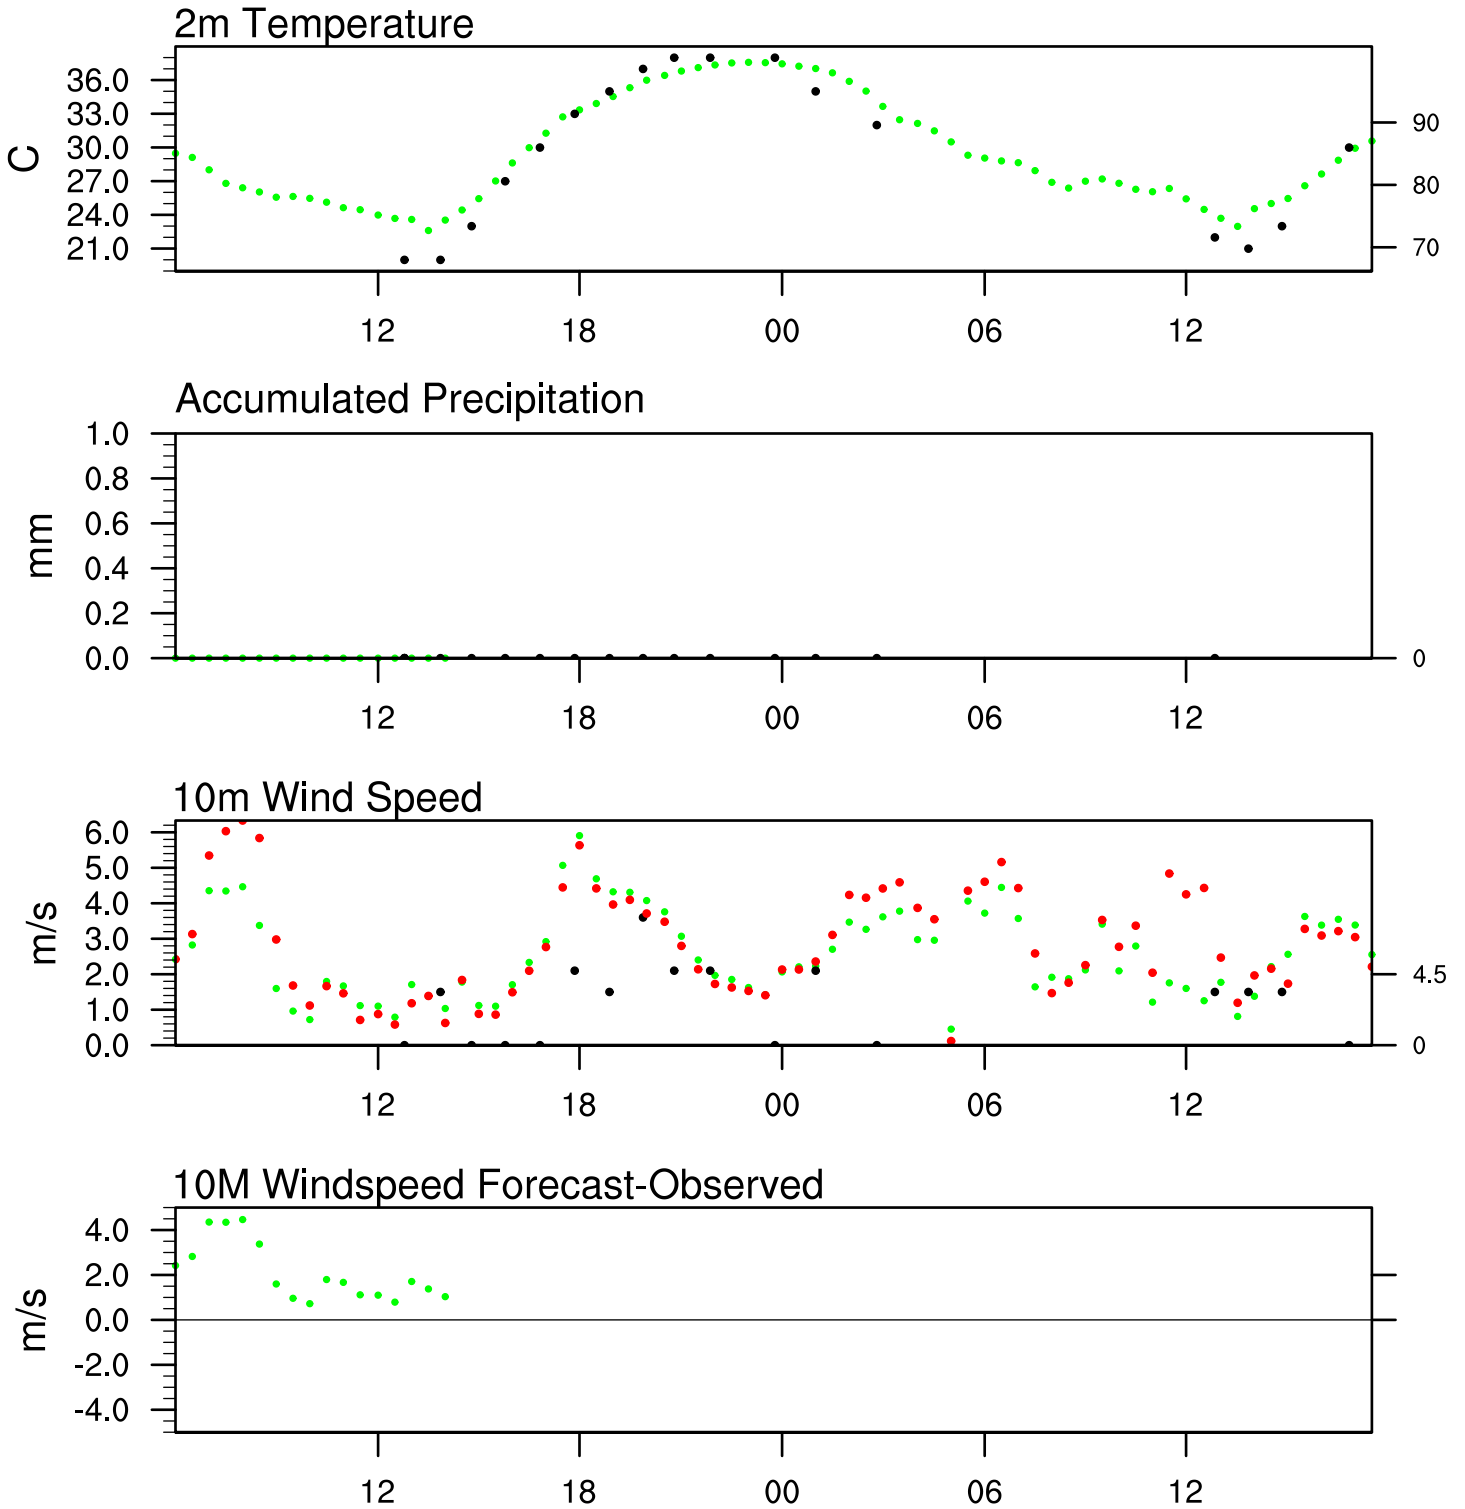 2m Temperature
C
36.0
33.0
30.0
27.0
24.0
21.0
90
80
70
12 18 00 06 12
Accumulated Precipitation
mm
1.0
0.8
0.6
0.4
0.2
0.0
0
12 18 00 06 12
10m Wind Speed
m/s
6.0
5.0
4.0
3.0
2.0
1.0
0.0
4.5
0
12 18 00 06 12
10M Windspeed Forecast-Observed
m/s
4.0
2.0
0.0
-2.0
-4.0
12 18 00 06 12